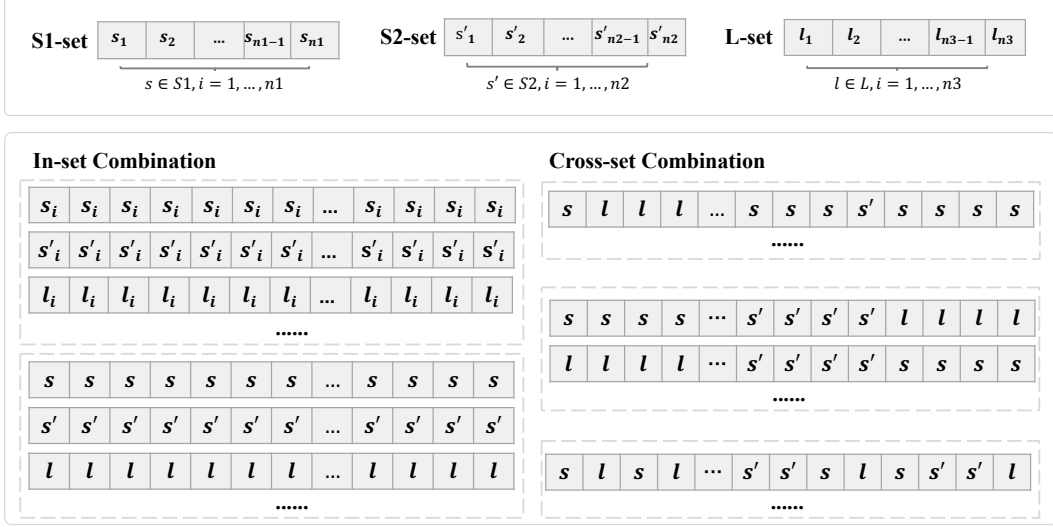 S1-set s₁ s₂ ... sₙ₁₋₁ sₙ₁
s ∈ S1, i = 1, ..., n1
S2-set s′₁ s′₂ ... s′ₙ₂₋₁ s′ₙ₂
s′ ∈ S2, i = 1, ..., n2
L-set l₁ l₂ ... lₙ₃₋₁ lₙ₃
l ∈ L, i = 1, ..., n3
In-set Combination
sᵢ sᵢ sᵢ sᵢ sᵢ sᵢ sᵢ ... sᵢ sᵢ sᵢ sᵢ
s′ᵢ s′ᵢ s′ᵢ s′ᵢ s′ᵢ s′ᵢ s′ᵢ ... s′ᵢ s′ᵢ s′ᵢ s′ᵢ
lᵢ lᵢ lᵢ lᵢ lᵢ lᵢ lᵢ ... lᵢ lᵢ lᵢ lᵢ
......
s s s s s s s ... s s s s
s′ s′ s′ s′ s′ s′ s′ ... s′ s′ s′ s′
l l l l l l l ... l l l l
......
Cross-set Combination
s l l l ... s s s s′ s s s s
......
s s s s ... s′ s′ s′ s′ l l l l
l l l l ... s′ s′ s′ s′ s s s s
......
s l s l ... s′ s′ s l s s′ s′ l
......